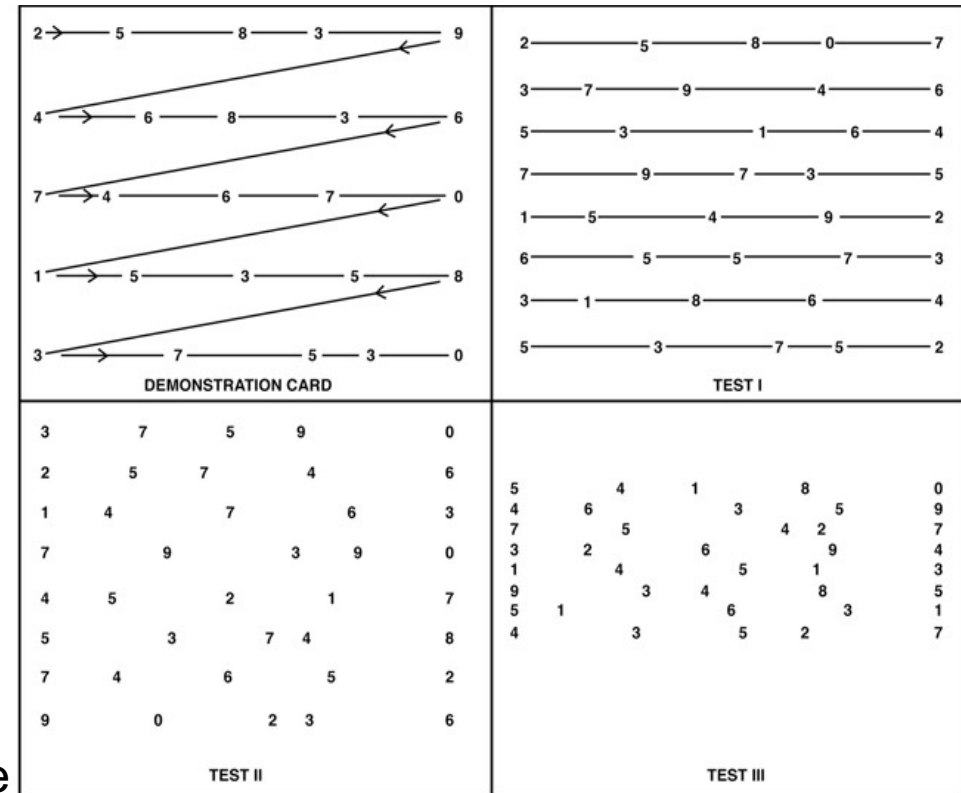 2 5 8 3 9
4 6 8 3 6
7 4 6 7 0
1 5 3 5 8
3 7 5 3 0
DEMONSTRATION CARD
2 5 8 0 7
3 7 9 4 6
5 3 1 6 4
7 9 7 3 5
1 5 4 9 2
6 5 5 7 3
3 1 8 6 4
5 3 7 5 2
TEST I
3 7 5 9 0
2 5 7 4 6
1 4 7 6 3
7 9 3 9 0
4 5 2 1 7
5 3 7 4 8
7 4 6 5 2
9 0 2 3 6
TEST II
5 4 1 8 0
4 6 3 5 9
7 5 4 2 7
3 2 6 9 4
1 4 5 1 3
9 3 4 8 5
5 1 6 3 1
4 3 5 2 7
TEST III
e